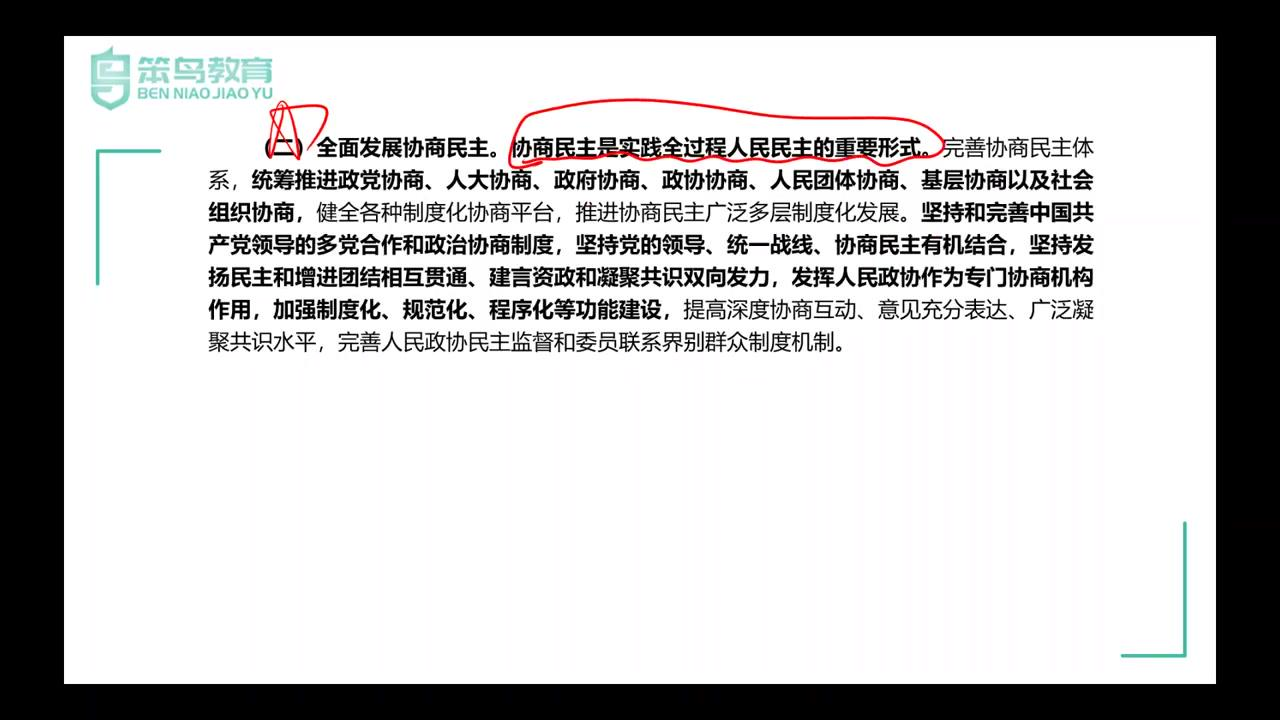 笨鸟教育
BEN NIAO JIAO YU
（二）全面发展协商民主。协商民主是实践全过程人民民主的重要形式。完善协商民主体
系，统筹推进政党协商、人大协商、政府协商、政协协商、人民团体协商、基层协商以及社会
组织协商，健全各种制度化协商平台，推进协商民主广泛多层制度化发展。坚持和完善中国共
产党领导的多党合作和政治协商制度，坚持党的领导、统一战线、协商民主有机结合，坚持发
扬民主和增进团结相互贯通、建言资政和凝聚共识双向发力，发挥人民政协作为专门协商机构
作用，加强制度化、规范化、程序化等功能建设，提高深度协商互动、意见充分表达、广泛凝
聚共识水平，完善人民政协民主监督和委员联系界别群众制度机制。